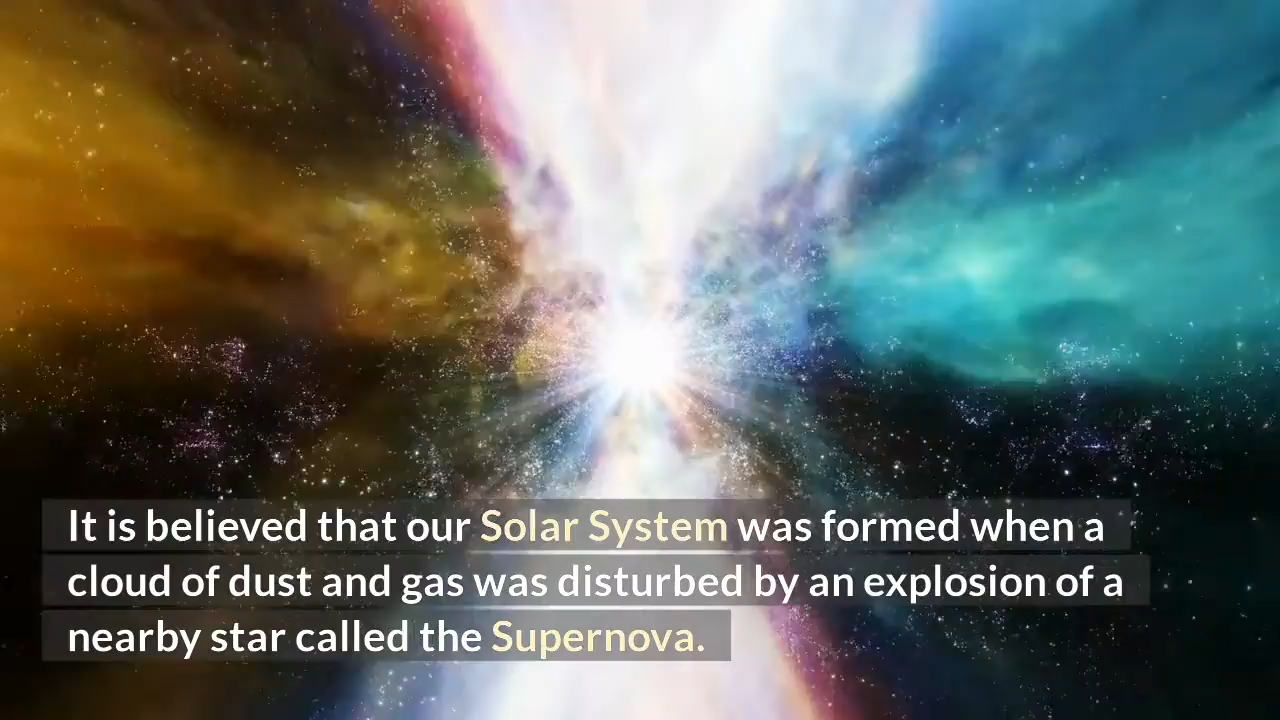 It is believed that our Solar System was formed when a
cloud of dust and gas was disturbed by an explosion of a
nearby star called the Supernova.